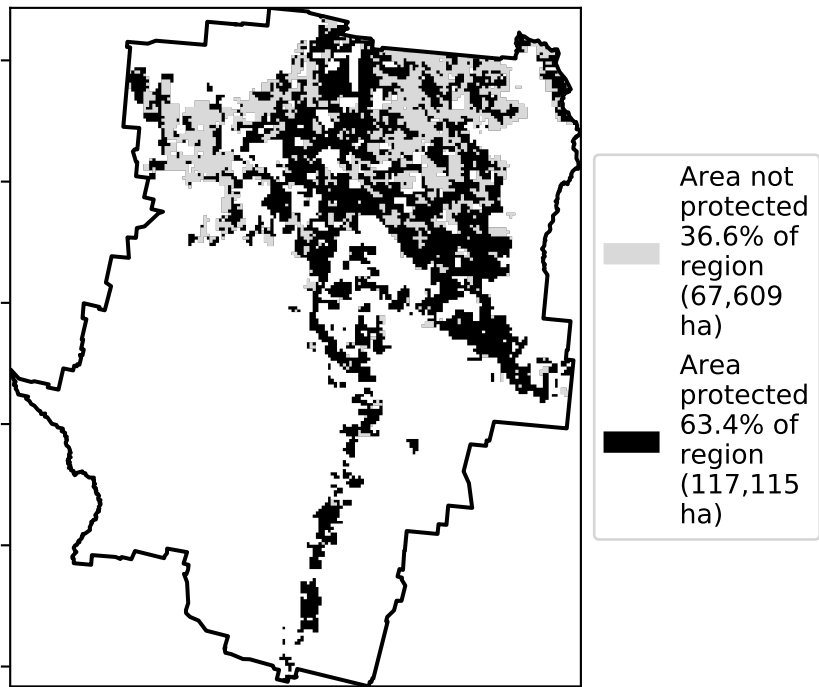 Area not
protected
36.6% of
region
(67,609
ha)
Area
protected
63.4% of
region
(117,115
ha)